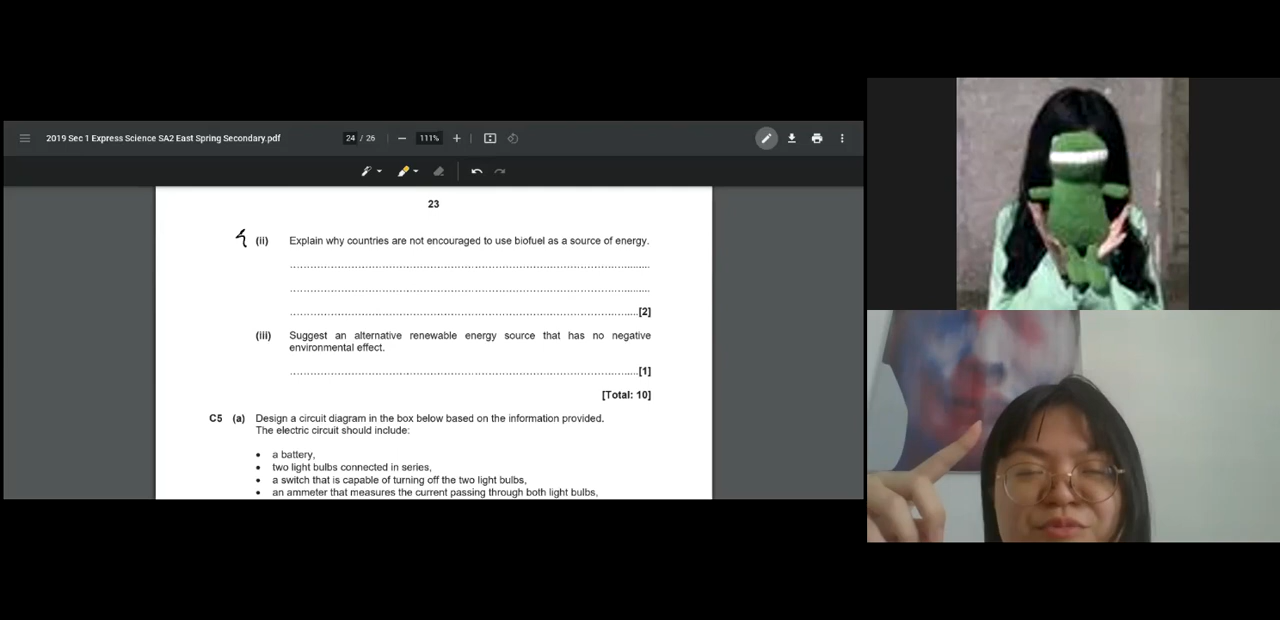 2019 Sec 1 Express Science SA2 East Spring Secondary.pdf
24 / 26
111%
23
(ii) Explain why countries are not encouraged to use biofuel as a source of energy.
[2]
(iii) Suggest an alternative renewable energy source that has no negative
environmental effect.
[1]
[Total: 10]
C5 (a) Design a circuit diagram in the box below based on the information provided.
The electric circuit should include:
• a battery,
• two light bulbs connected in series,
• a switch that is capable of turning off the two light bulbs,
• an ammeter that measures the current passing through both light bulbs,